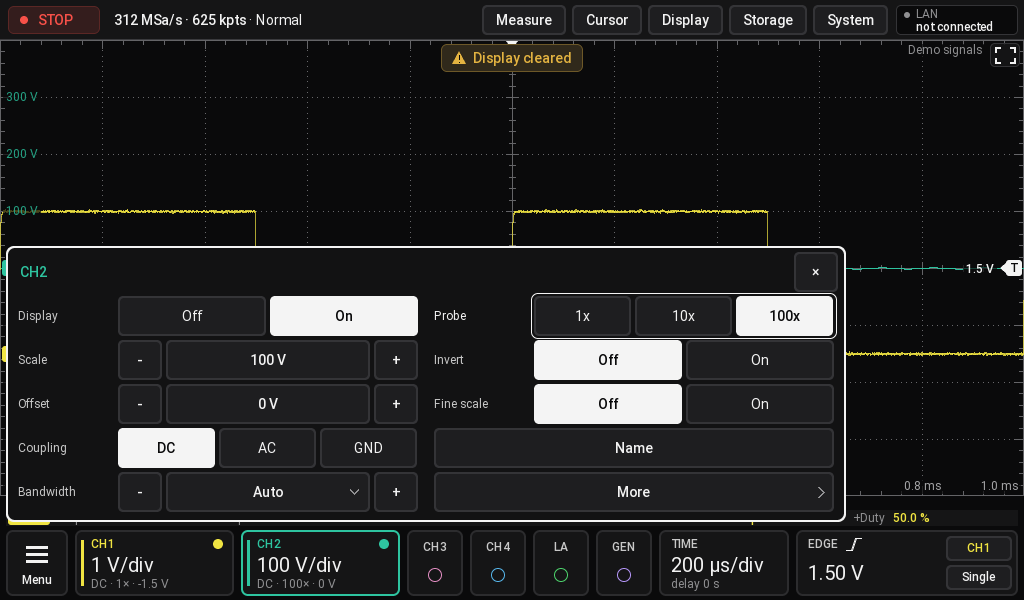 STOP
312 MSa/s · 625 kpts · Normal
Measure
Cursor
Display
Storage
System
LAN
not connected
Display cleared
Demo signals
300 V
200 V
100 V
1.5 V
T
CH2
×
Display
Off
On
Probe
1x
10x
100x
Scale
-
100 V
+
Invert
Off
On
Offset
-
0 V
+
Fine scale
Off
On
Coupling
DC
AC
GND
Name
Bandwidth
-
Auto
+
More
0.8 ms
1.0 ms
+Duty 50.0 %
Menu
CH1
1 V/div
DC · 1× · -1.5 V
CH2
100 V/div
DC · 100× · 0 V
CH3
CH4
LA
GEN
TIME
200 µs/div
delay 0 s
EDGE
1.50 V
CH1
Single